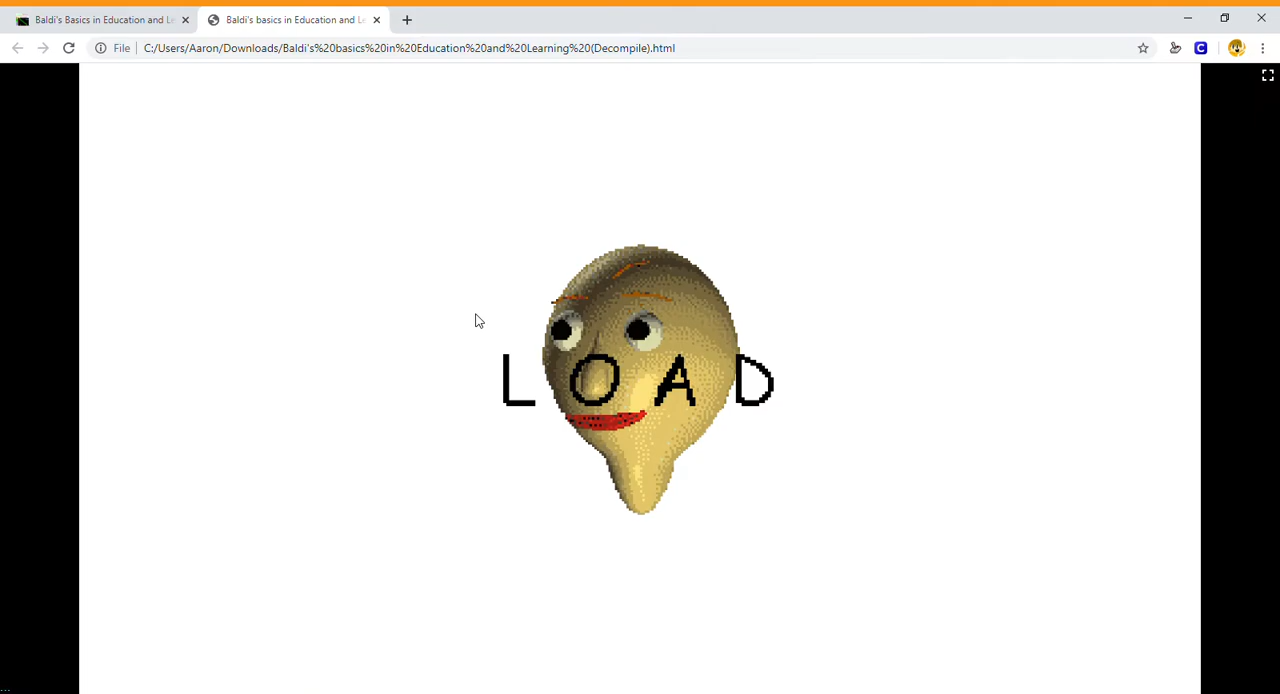 Baldi's Basics in Education and Le
Baldi's basics in Education and Le
File
C:/Users/Aaron/Downloads/Baldi's%20basics%20in%20Education%20and%20Learning%20(Decompile).html
C
L O A D
...